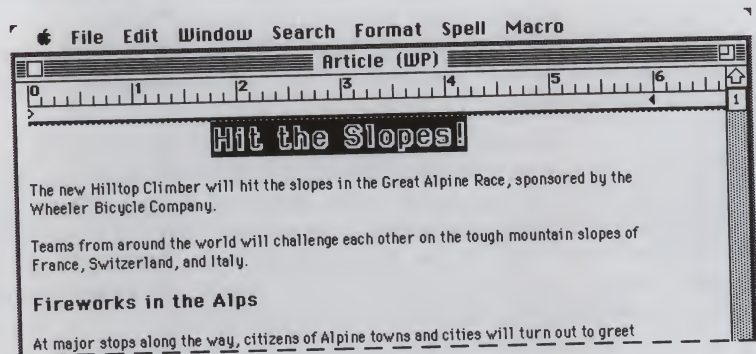 File Edit Window Search Format Spell Macro
Article (WP)
0 1 2 3 4 5 6
1
Hit the Slopes!
The new Hilltop Climber will hit the slopes in the Great Alpine Race, sponsored by the
Wheeler Bicycle Company.
Teams from around the world will challenge each other on the tough mountain slopes of
France, Switzerland, and Italy.
Fireworks in the Alps
At major stops along the way, citizens of Alpine towns and cities will turn out to greet